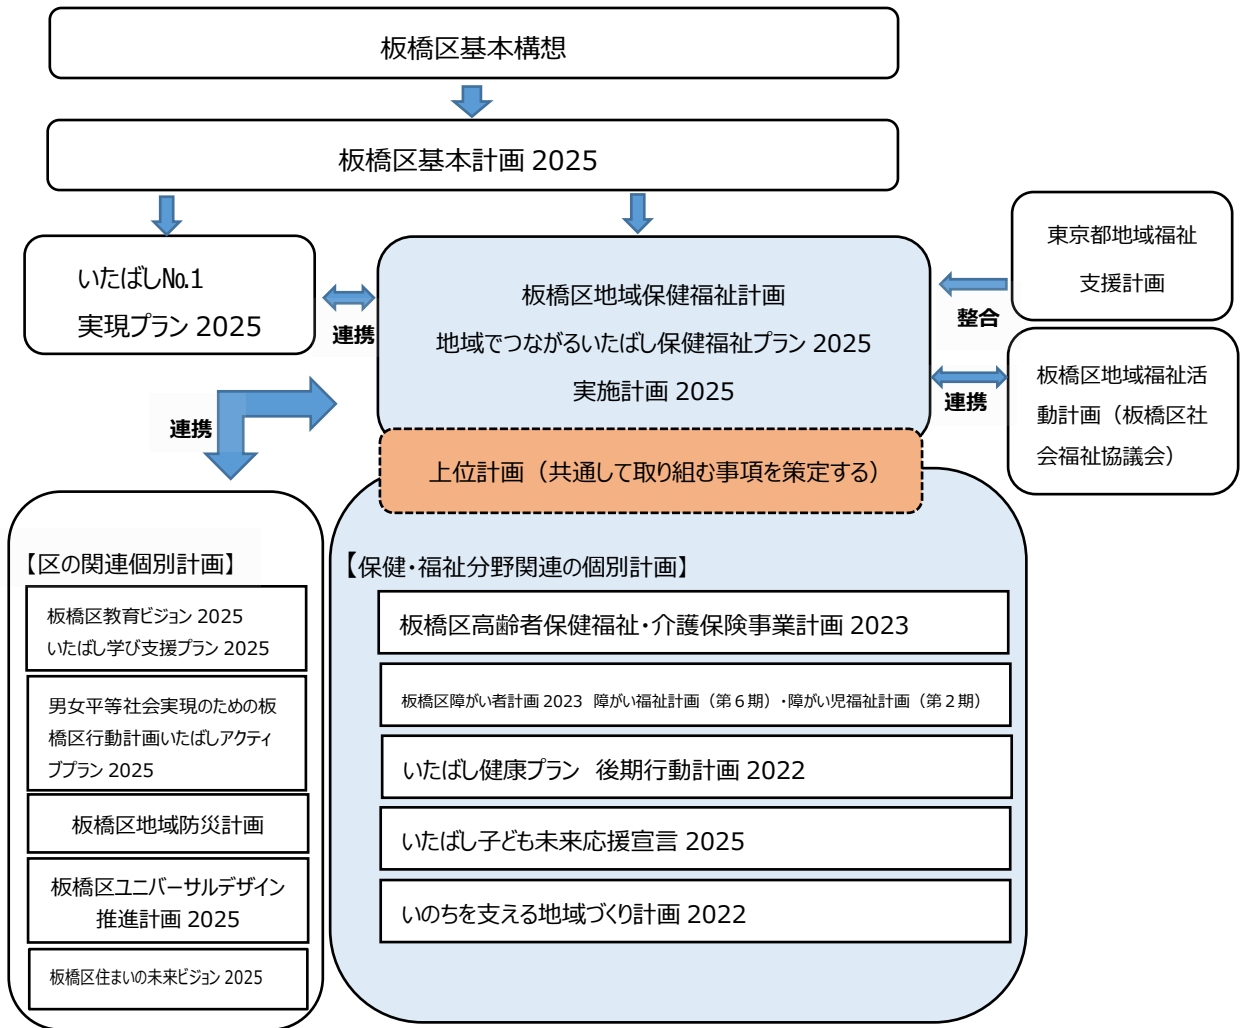 板橋区基本構想
板橋区基本計画 2025
いたばし№1
実現プラン 2025
連携
板橋区地域保健福祉計画
地域でつながるいたばし保健福祉プラン 2025
実施計画 2025
整合
東京都地域福祉
支援計画
連携
板橋区地域福祉活
動計画（板橋区社
会福祉協議会）
連携
上位計画（共通して取り組む事項を策定する）
【区の関連個別計画】
板橋区教育ビジョン 2025
いたばし学び支援プラン 2025
男女平等社会実現のための板
橋区行動計画いたばしアクティ
ブプラン 2025
板橋区地域防災計画
板橋区ユニバーサルデザイン
推進計画 2025
板橋区住まいの未来ビジョン 2025
【保健・福祉分野関連の個別計画】
板橋区高齢者保健福祉・介護保険事業計画 2023
板橋区障がい者計画 2023　障がい福祉計画（第６期）・障がい児福祉計画（第２期）
いたばし健康プラン　後期行動計画 2022
いたばし子ども未来応援宣言 2025
いのちを支える地域づくり計画 2022